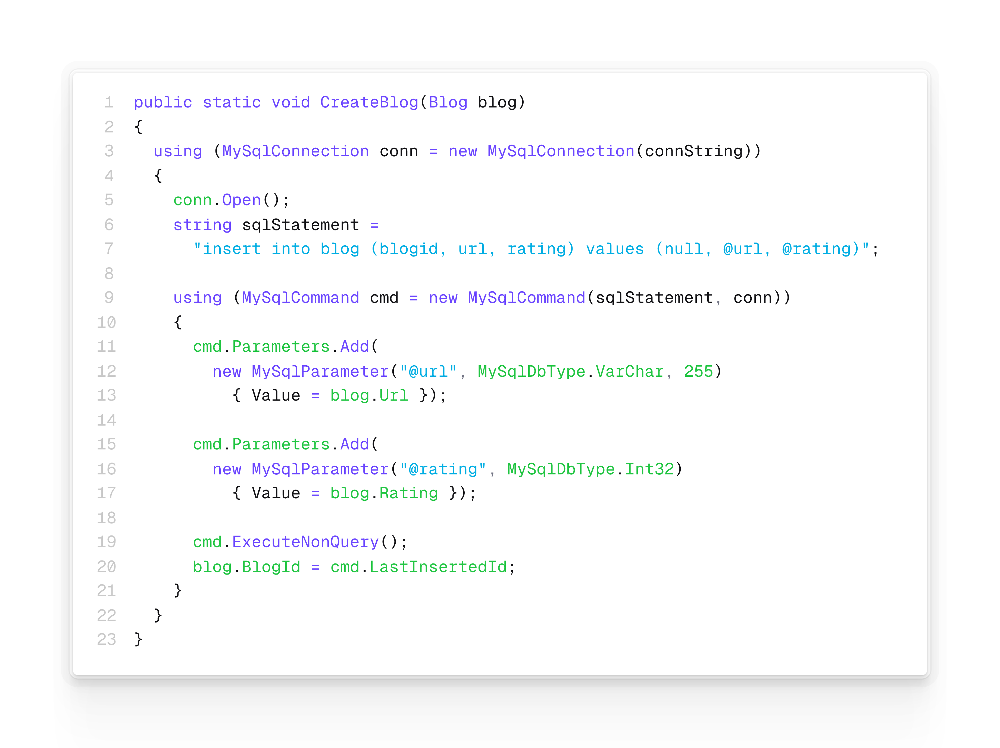 1 public static void CreateBlog(Blog blog)
2 {
3   using (MySqlConnection conn = new MySqlConnection(connString))
4   {
5     conn.Open();
6     string sqlStatement =
7       "insert into blog (blogid, url, rating) values (null, @url, @rating)";
8
9     using (MySqlCommand cmd = new MySqlCommand(sqlStatement, conn))
10     {
11       cmd.Parameters.Add(
12         new MySqlParameter("@url", MySqlDbType.VarChar, 255)
13           { Value = blog.Url });
14
15       cmd.Parameters.Add(
16         new MySqlParameter("@rating", MySqlDbType.Int32)
17           { Value = blog.Rating });
18
19       cmd.ExecuteNonQuery();
20       blog.BlogId = cmd.LastInsertedId;
21     }
22   }
23 }